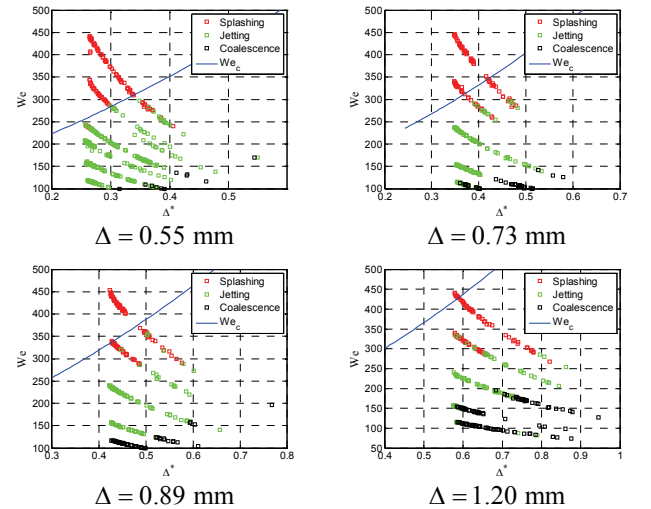 500
450
400
350
300
250
200
150
100
We
Splashing
Jetting
Coalescence
We_c
0.2 0.3 0.4 0.5
Δ*
Δ = 0.55 mm
500
450
400
350
300
250
200
150
100
We
Splashing
Jetting
Coalescence
We_c
0.2 0.3 0.4 0.5 0.6 0.7
Δ*
Δ = 0.73 mm
500
450
400
350
300
250
200
150
100
We
Splashing
Jetting
Coalescence
We_c
0.3 0.4 0.5 0.6 0.7 0.8
Δ*
Δ = 0.89 mm
500
450
400
350
300
250
200
150
100
50
We
Splashing
Jetting
Coalescence
We_c
0.4 0.5 0.6 0.7 0.8 0.9 1
Δ*
Δ = 1.20 mm